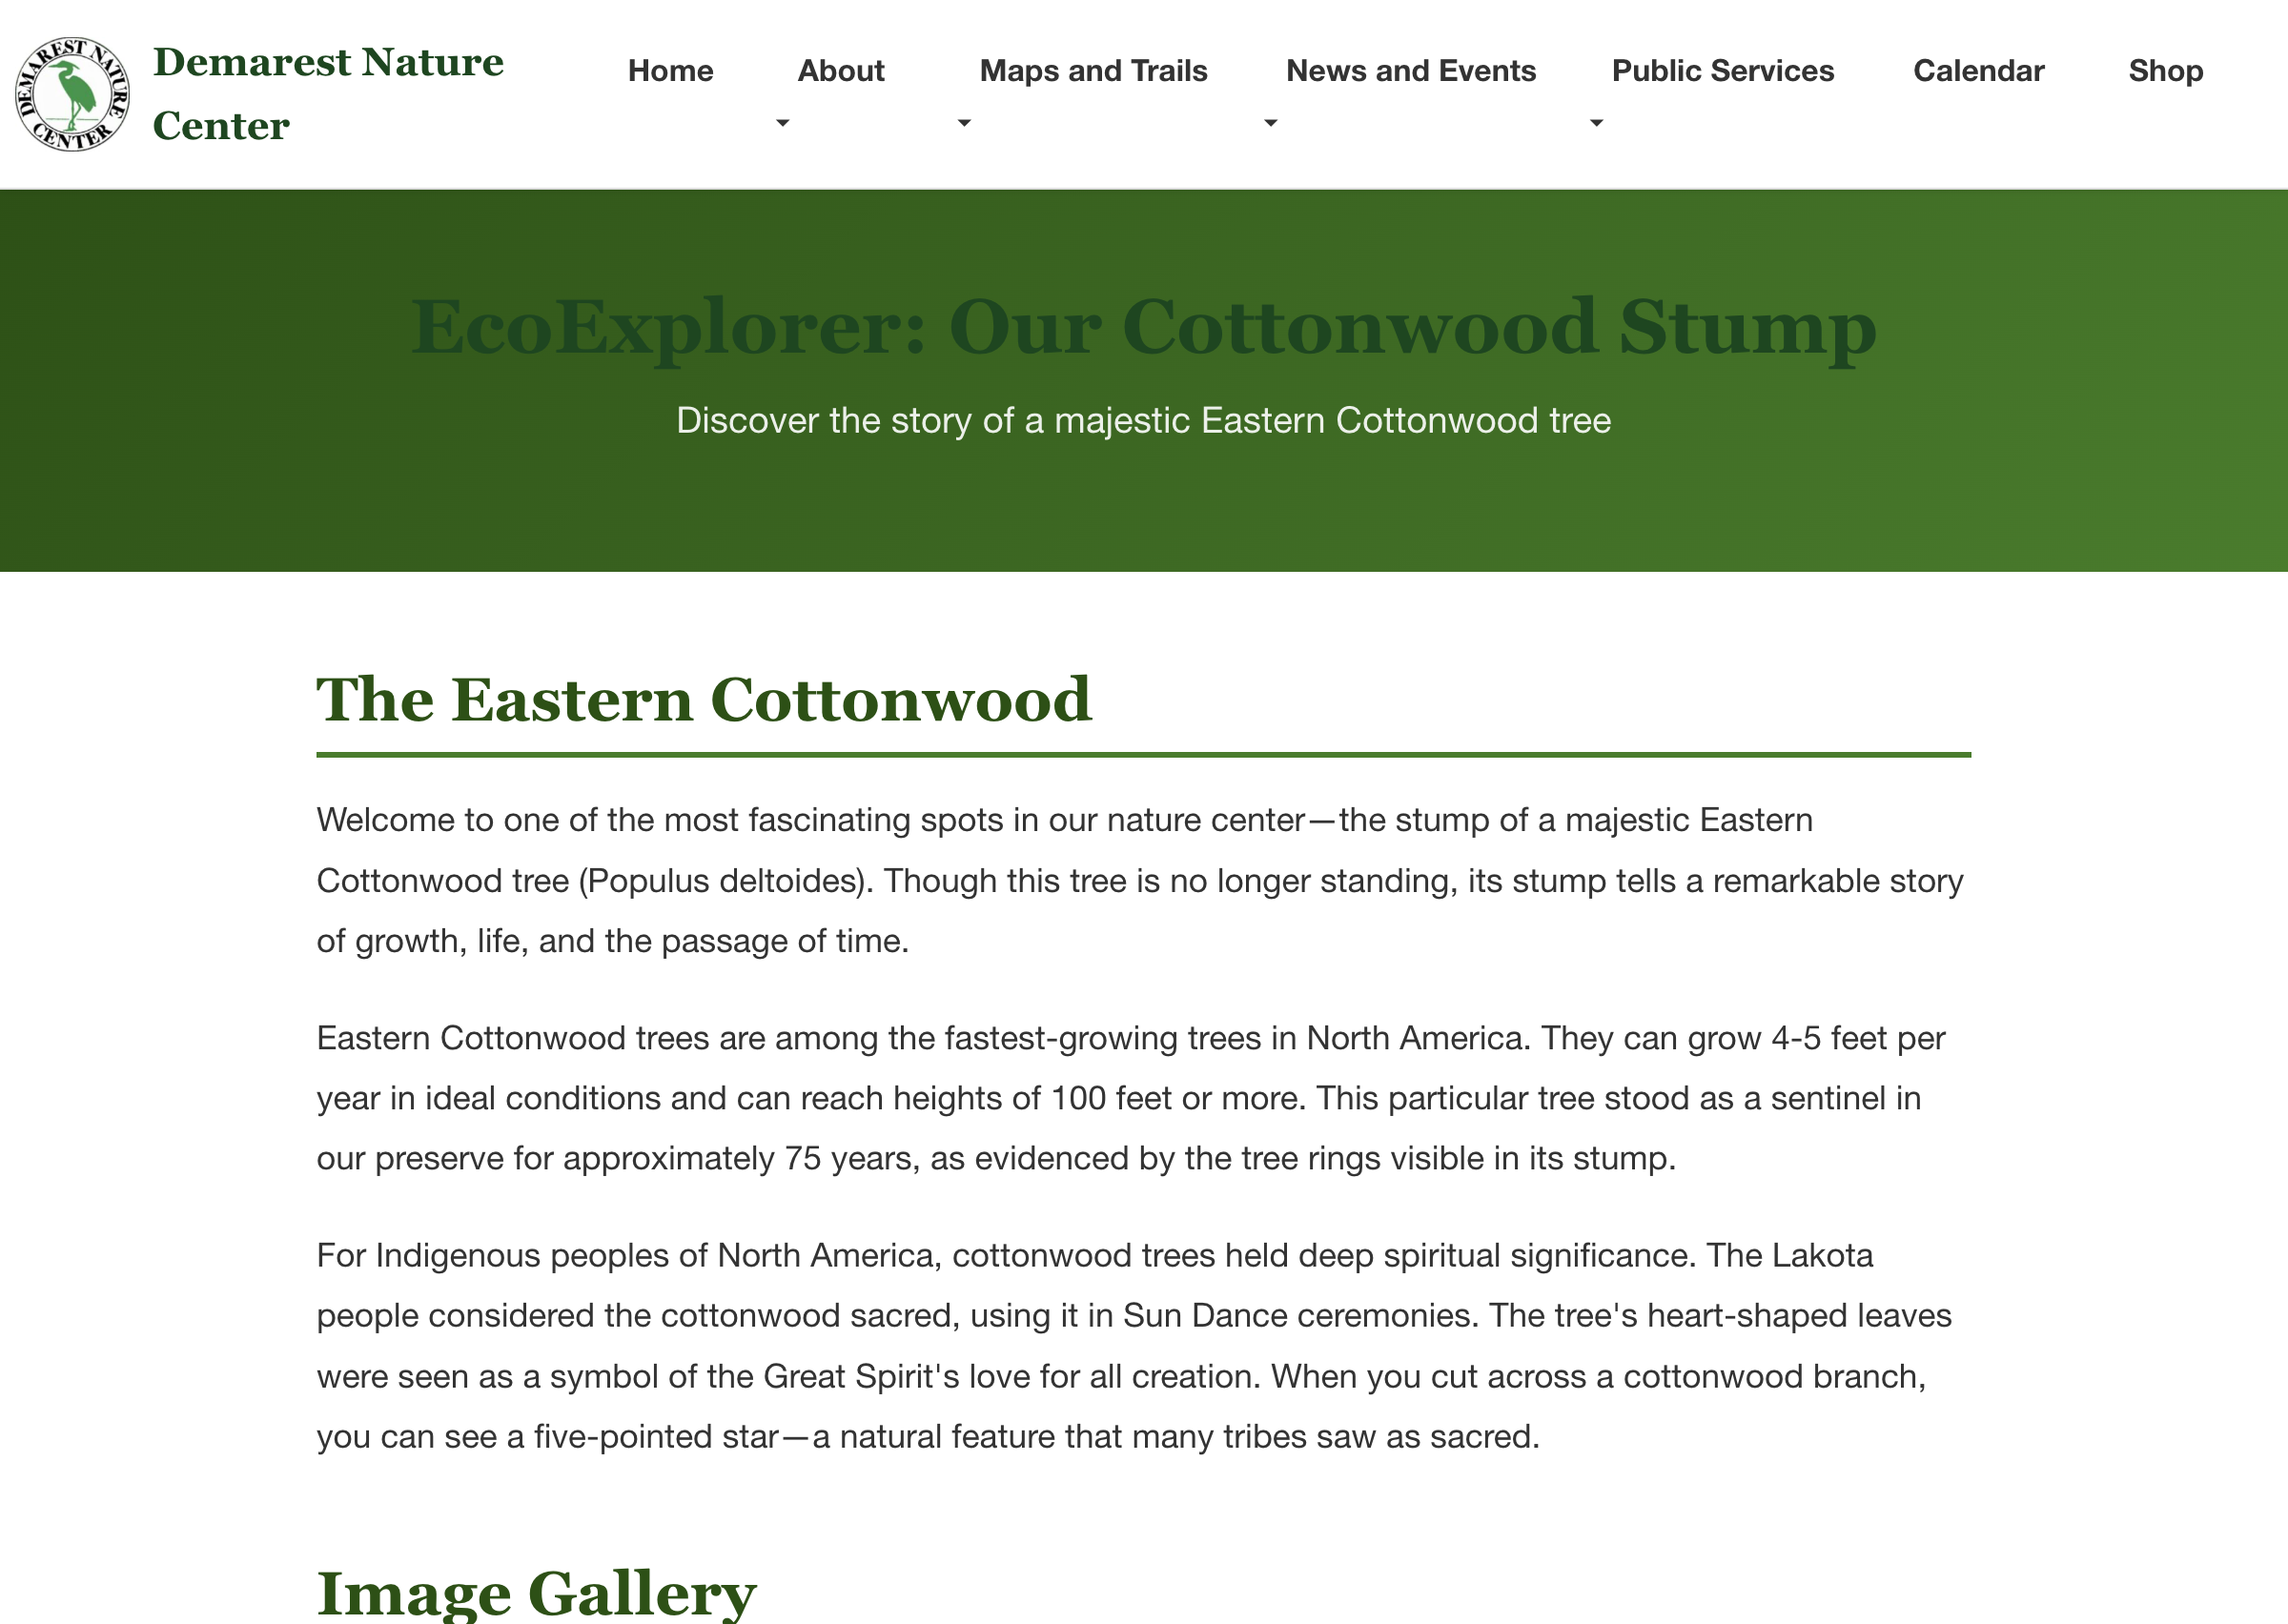 DEMAREST NATURE CENTER
Demarest Nature
Center
Home
About
Maps and Trails
News and Events
Public Services
Calendar
Shop
EcoExplorer: Our Cottonwood Stump
Discover the story of a majestic Eastern Cottonwood tree
The Eastern Cottonwood
Welcome to one of the most fascinating spots in our nature center—the stump of a majestic Eastern
Cottonwood tree (Populus deltoides). Though this tree is no longer standing, its stump tells a remarkable story
of growth, life, and the passage of time.
Eastern Cottonwood trees are among the fastest-growing trees in North America. They can grow 4-5 feet per
year in ideal conditions and can reach heights of 100 feet or more. This particular tree stood as a sentinel in
our preserve for approximately 75 years, as evidenced by the tree rings visible in its stump.
For Indigenous peoples of North America, cottonwood trees held deep spiritual significance. The Lakota
people considered the cottonwood sacred, using it in Sun Dance ceremonies. The tree's heart-shaped leaves
were seen as a symbol of the Great Spirit's love for all creation. When you cut across a cottonwood branch,
you can see a five-pointed star—a natural feature that many tribes saw as sacred.
Image Gallery